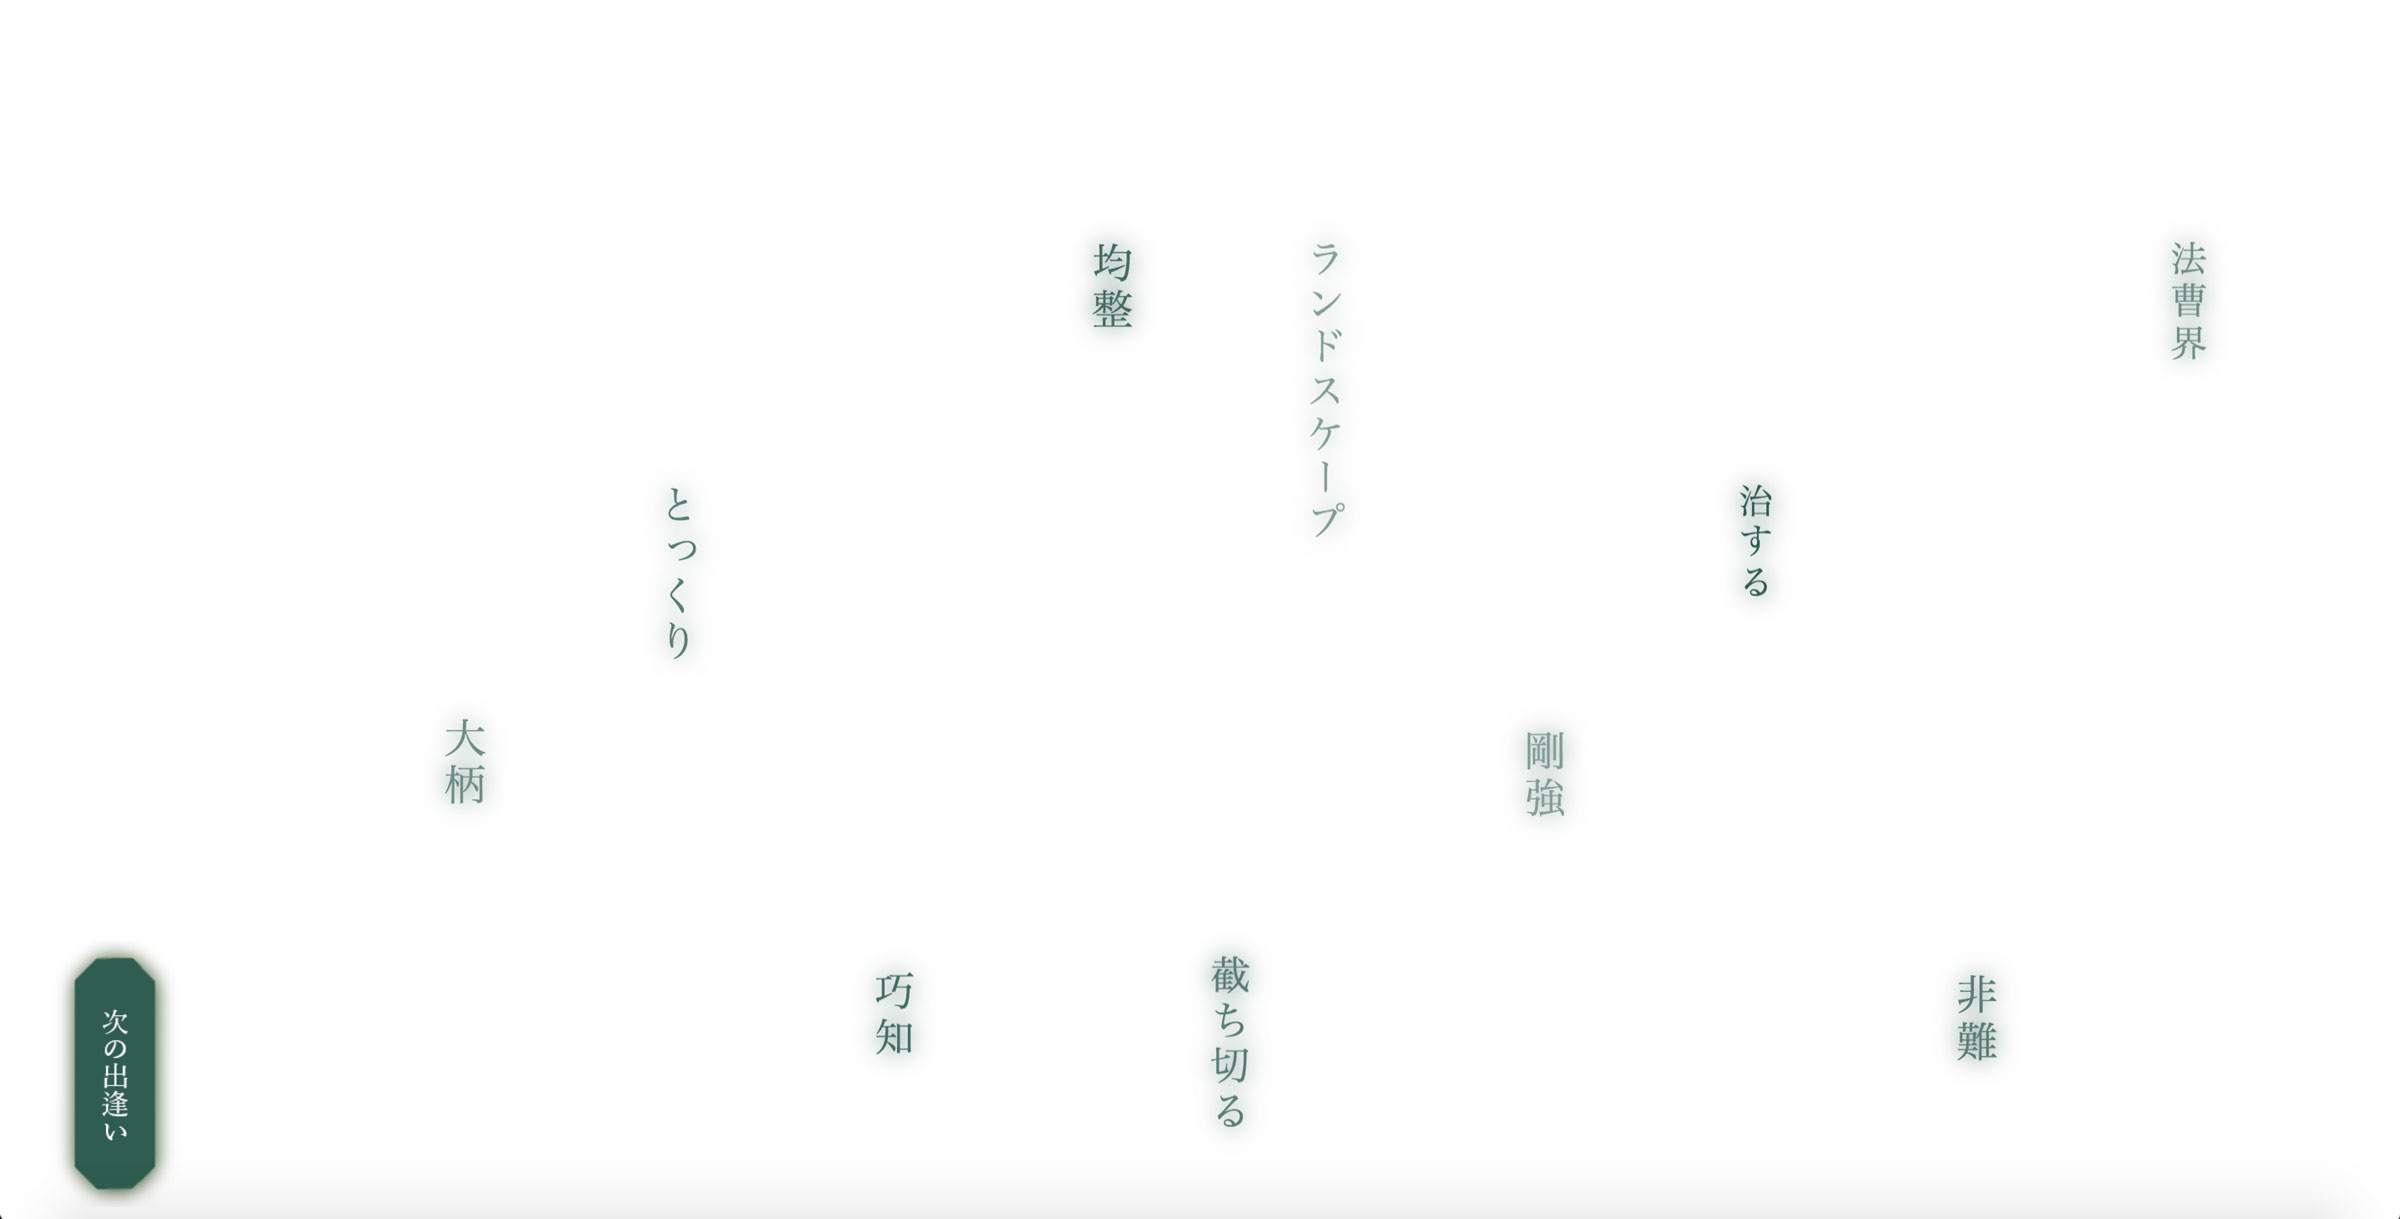 法曹界
非難
治する
剛強
ランドスケープ
截ち切る
均整
巧知
とっくり
大柄
次の出逢い